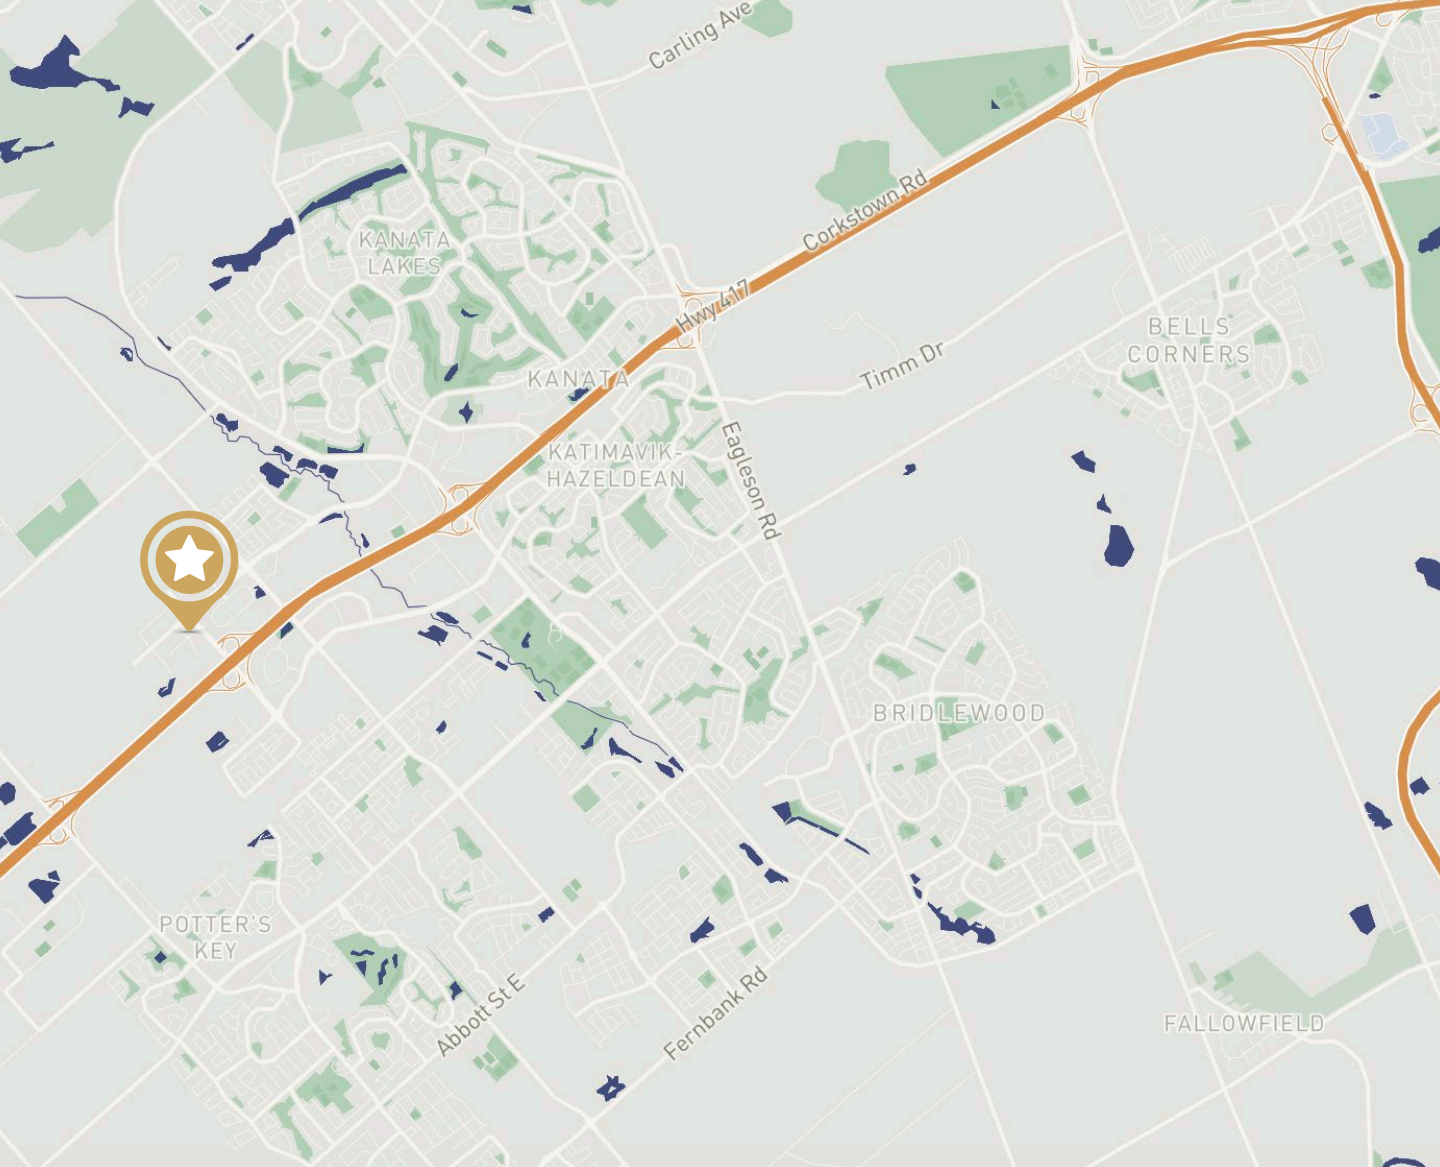 Carling Ave
Corkstown Rd
KANATA
LAKES
Hwy 417
BELLS
CORNERS
Timm Dr
KANATA
KATIMAVIK-
HAZELDEAN
Eagleson Rd
BRIDLEWOOD
POTTER'S
KEY
Abbott St E
Fernbank Rd
FALLOWFIELD